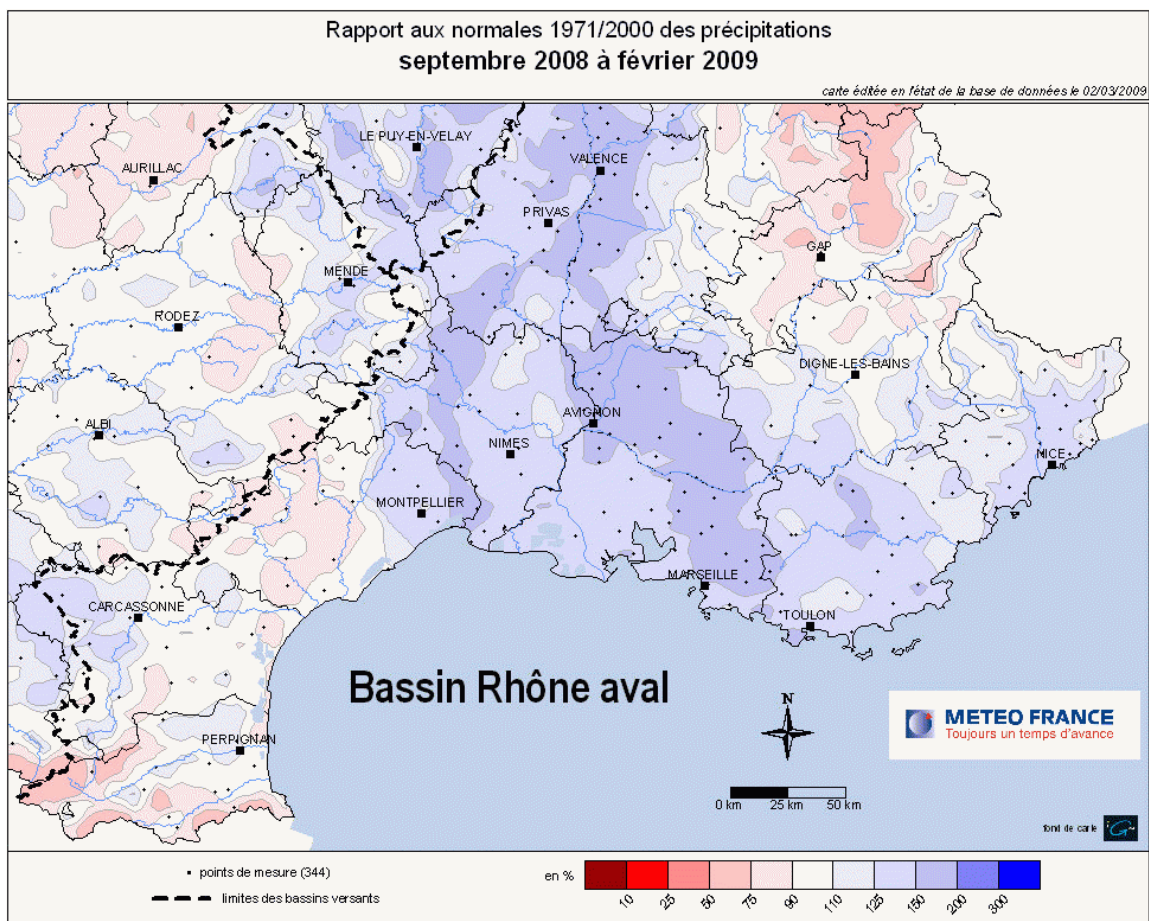 Rapport aux normales 1971/2000 des précipitations
septembre 2008 à février 2009
carte éditée en l'état de la base de données le 02/03/2009
LE PUY-EN-VELAY
VALENCE
AURILLAC
PRIVAS
GAP
MENDE
RODEZ
DIGNE-LES-BAINS
AVIGNON
ALBI
NIMES
NICE
MONTPELLIER
MARSEILLE
CARCASSONNE
TOULON
Bassin Rhône aval
N
METEO FRANCE
Toujours un temps d'avance
PERPIGNAN
0 km 25 km 50 km
fond de carte
points de mesure (344)
limites des bassins versants
en %
10 25 50 75 90 110 125 150 200 300